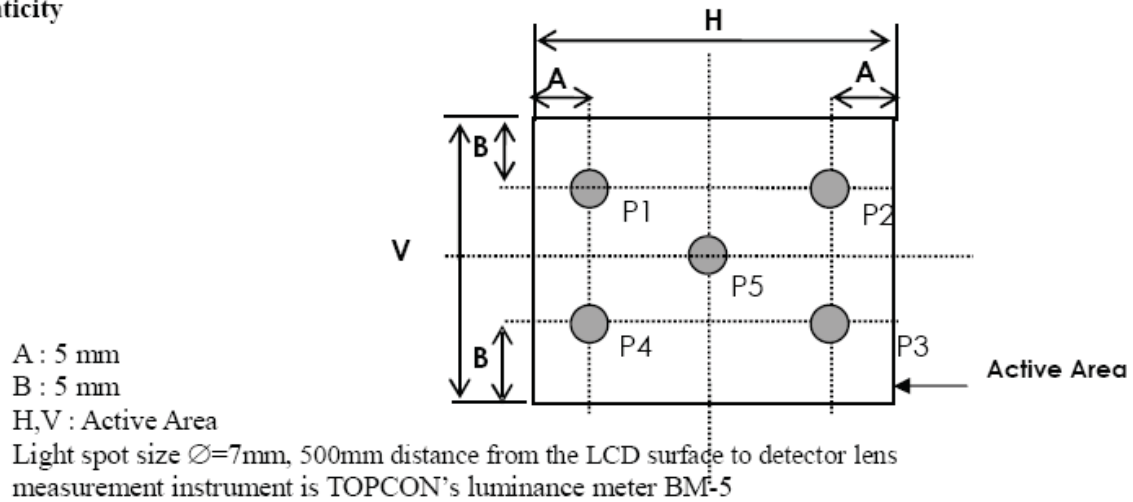 H
A
A
B
P1
P2
V
P5
B
P4
P3
Active Area
A : 5 mm
B : 5 mm
H,V : Active Area
Light spot size ∅=7mm, 500mm distance from the LCD surface to detector lens
measurement instrument is TOPCON's luminance meter BM-5